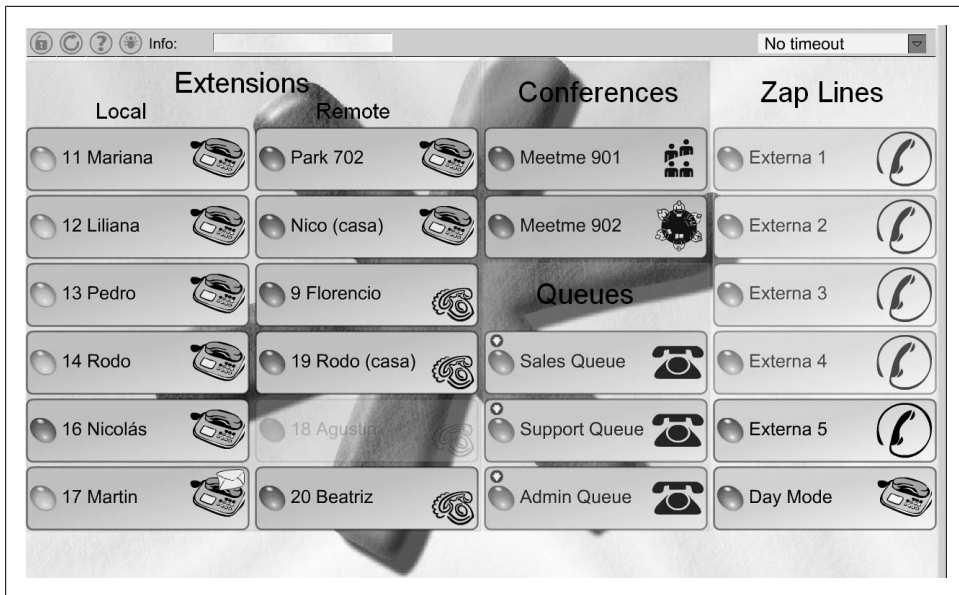 Info:
No timeout
Extensions
Local
Remote
Conferences
Zap Lines
11 Mariana
Park 702
Meetme 901
Externa 1
12 Liliana
Nico (casa)
Meetme 902
Externa 2
13 Pedro
9 Florencio
Queues
Externa 3
14 Rodo
19 Rodo (casa)
Sales Queue
Externa 4
16 Nicolás
18 Agustin
Support Queue
Externa 5
17 Martin
20 Beatriz
Admin Queue
Day Mode